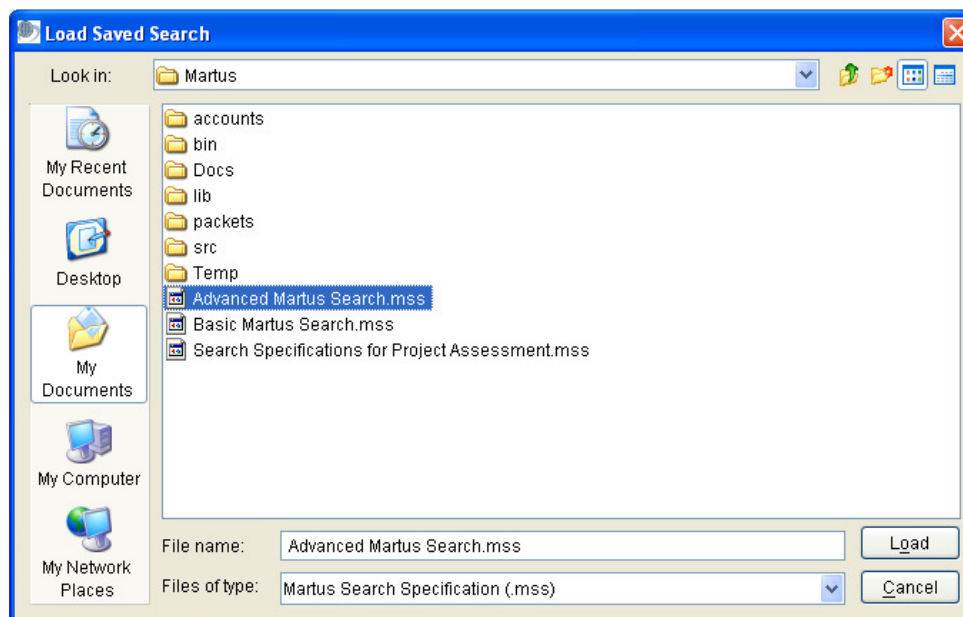 Load Saved Search
Look in:
Martus
My Recent
Documents
Desktop
My
Documents
My Computer
My Network
Places
accounts
bin
Docs
lib
packets
src
Temp
Advanced Martus Search.mss
Basic Martus Search.mss
Search Specifications for Project Assessment.mss
File name:
Advanced Martus Search.mss
Load
Files of type:
Martus Search Specification (.mss)
Cancel